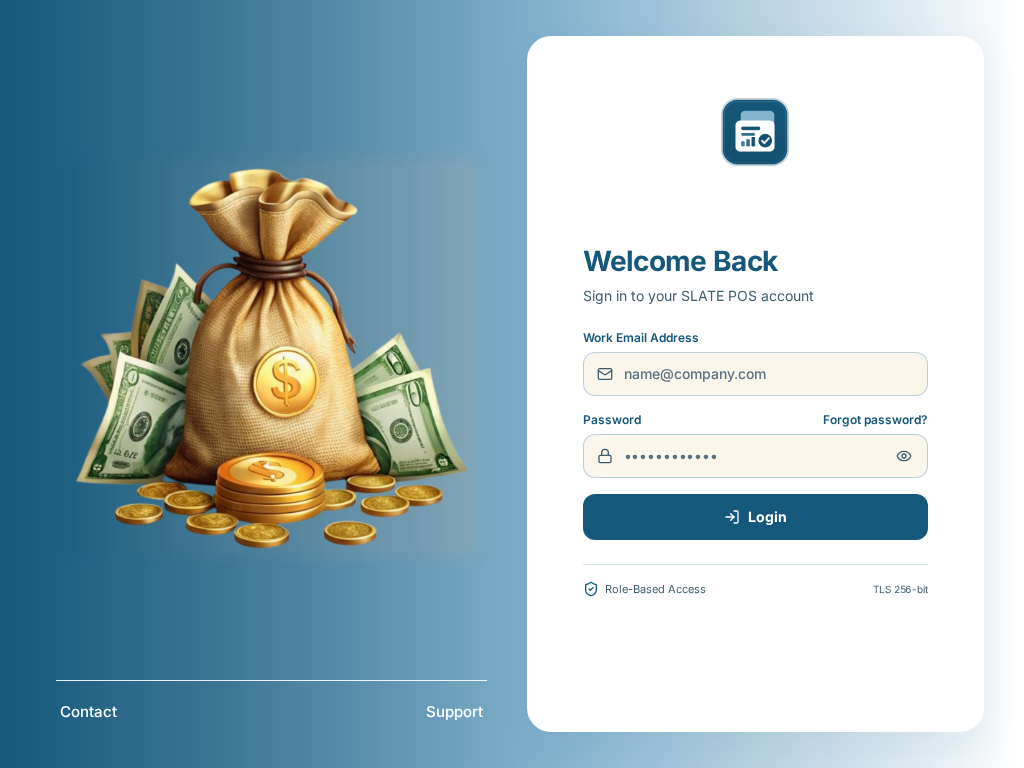 Welcome Back
Sign in to your SLATE POS account
Work Email Address
name@company.com
Password
Forgot password?
••••••••••••
Login
Role-Based Access
TLS 256-bit
Contact
Support
$